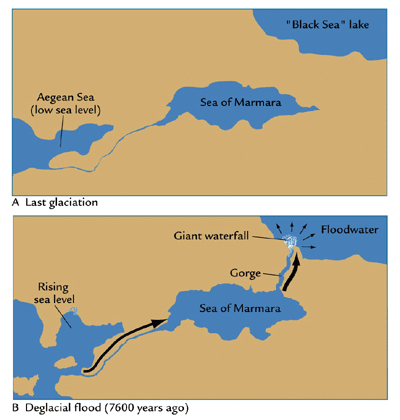 "Black Sea" lake
Aegean Sea
(low sea level)
Sea of Marmara
A Last glaciation
Giant waterfall
Floodwater
Gorge
Rising
sea level
Sea of Marmara
B Deglacial flood (7600 years ago)